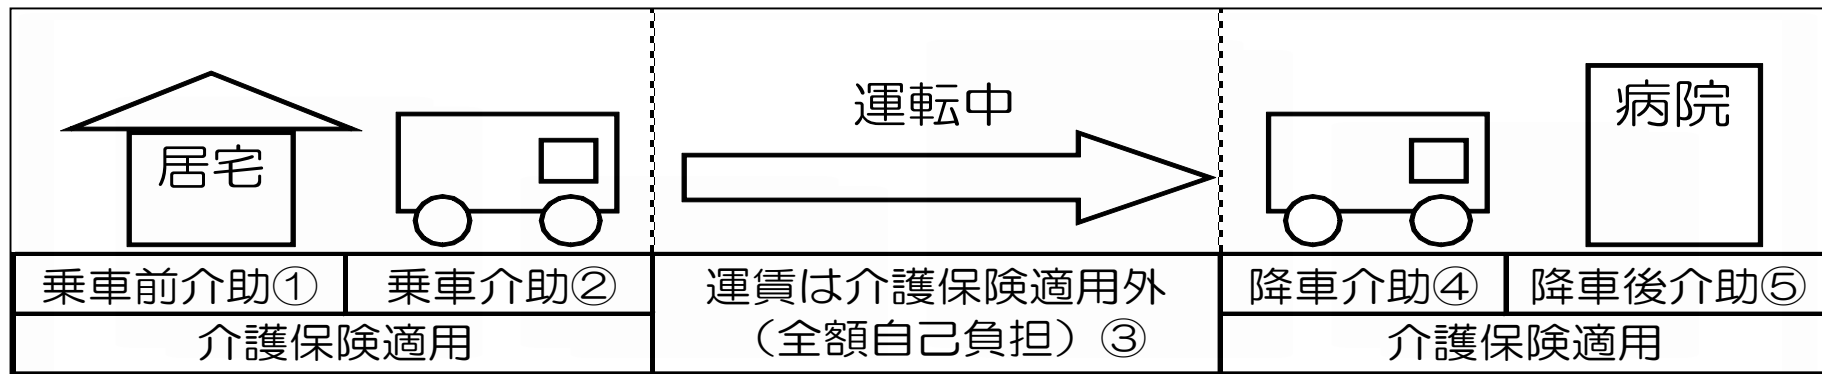 居宅
運転中
病院
乗車前介助①
乗車介助②
運賃は介護保険適用外
（全額自己負担）③
降車介助④
降車後介助⑤
介護保険適用
介護保険適用